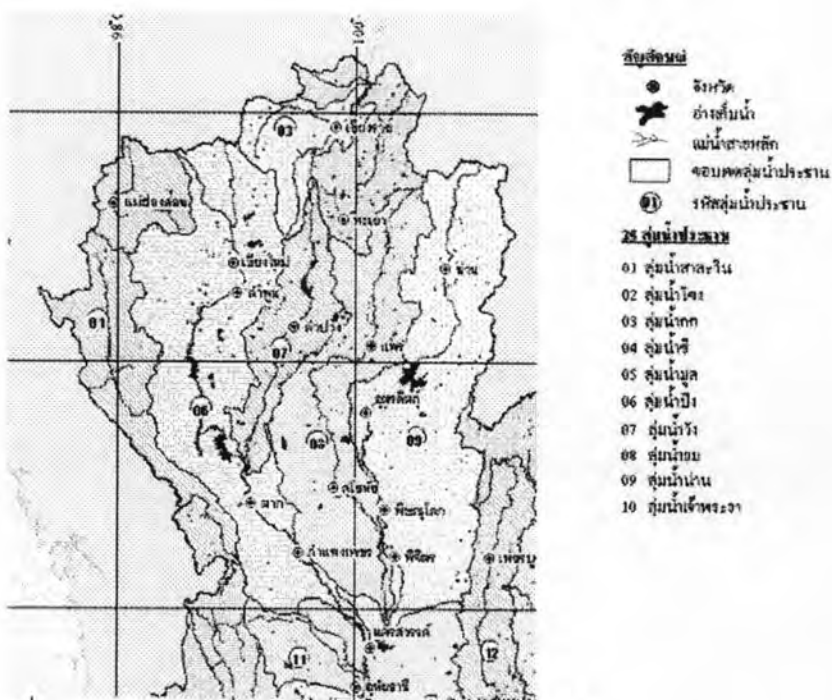 98°
100°
03
เชียงราย
แม่ฮ่องสอน
พะเยา
เชียงใหม่
น่าน
ลำพูน
01
ลำปาง
07
แพร่
อุตรดิตถ์
06
08
09
สุโขทัย
ตาก
พิษณุโลก
กำแพงเพชร
พิจิตร
เพชรบู
นครสวรรค์
11
12
อุทัยธานี
สัญลักษณ์
จังหวัด
อ่างเก็บน้ำ
แม่น้ำสายหลัก
ขอบเขตลุ่มน้ำประธาน
01 รหัสลุ่มน้ำประธาน
25 ลุ่มน้ำประธาน
01 ลุ่มน้ำสาละวิน
02 ลุ่มน้ำโขง
03 ลุ่มน้ำกก
04 ลุ่มน้ำชี
05 ลุ่มน้ำมูล
06 ลุ่มน้ำปิง
07 ลุ่มน้ำวัง
08 ลุ่มน้ำยม
09 ลุ่มน้ำน่าน
10 ลุ่มน้ำเจ้าพระยา